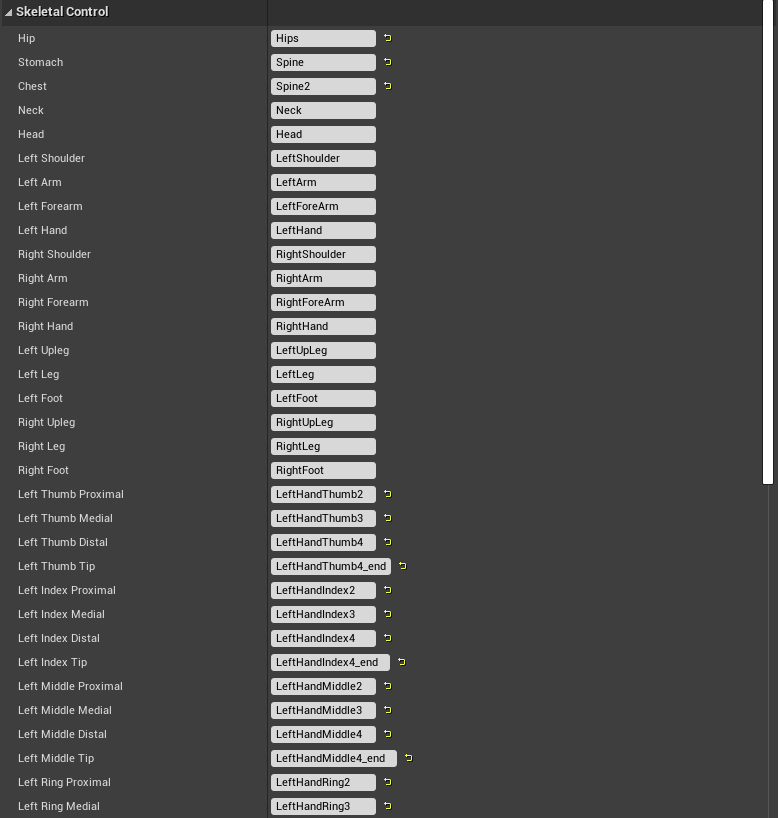 Skeletal Control
Hip Hips
Stomach Spine
Chest Spine2
Neck Neck
Head Head
Left Shoulder LeftShoulder
Left Arm LeftArm
Left Forearm LeftForeArm
Left Hand LeftHand
Right Shoulder RightShoulder
Right Arm RightArm
Right Forearm RightForeArm
Right Hand RightHand
Left Upleg LeftUpLeg
Left Leg LeftLeg
Left Foot LeftFoot
Right Upleg RightUpLeg
Right Leg RightLeg
Right Foot RightFoot
Left Thumb Proximal LeftHandThumb2
Left Thumb Medial LeftHandThumb3
Left Thumb Distal LeftHandThumb4
Left Thumb Tip LeftHandThumb4_end
Left Index Proximal LeftHandIndex2
Left Index Medial LeftHandIndex3
Left Index Distal LeftHandIndex4
Left Index Tip LeftHandIndex4_end
Left Middle Proximal LeftHandMiddle2
Left Middle Medial LeftHandMiddle3
Left Middle Distal LeftHandMiddle4
Left Middle Tip LeftHandMiddle4_end
Left Ring Proximal LeftHandRing2
Left Ring Medial LeftHandRing3